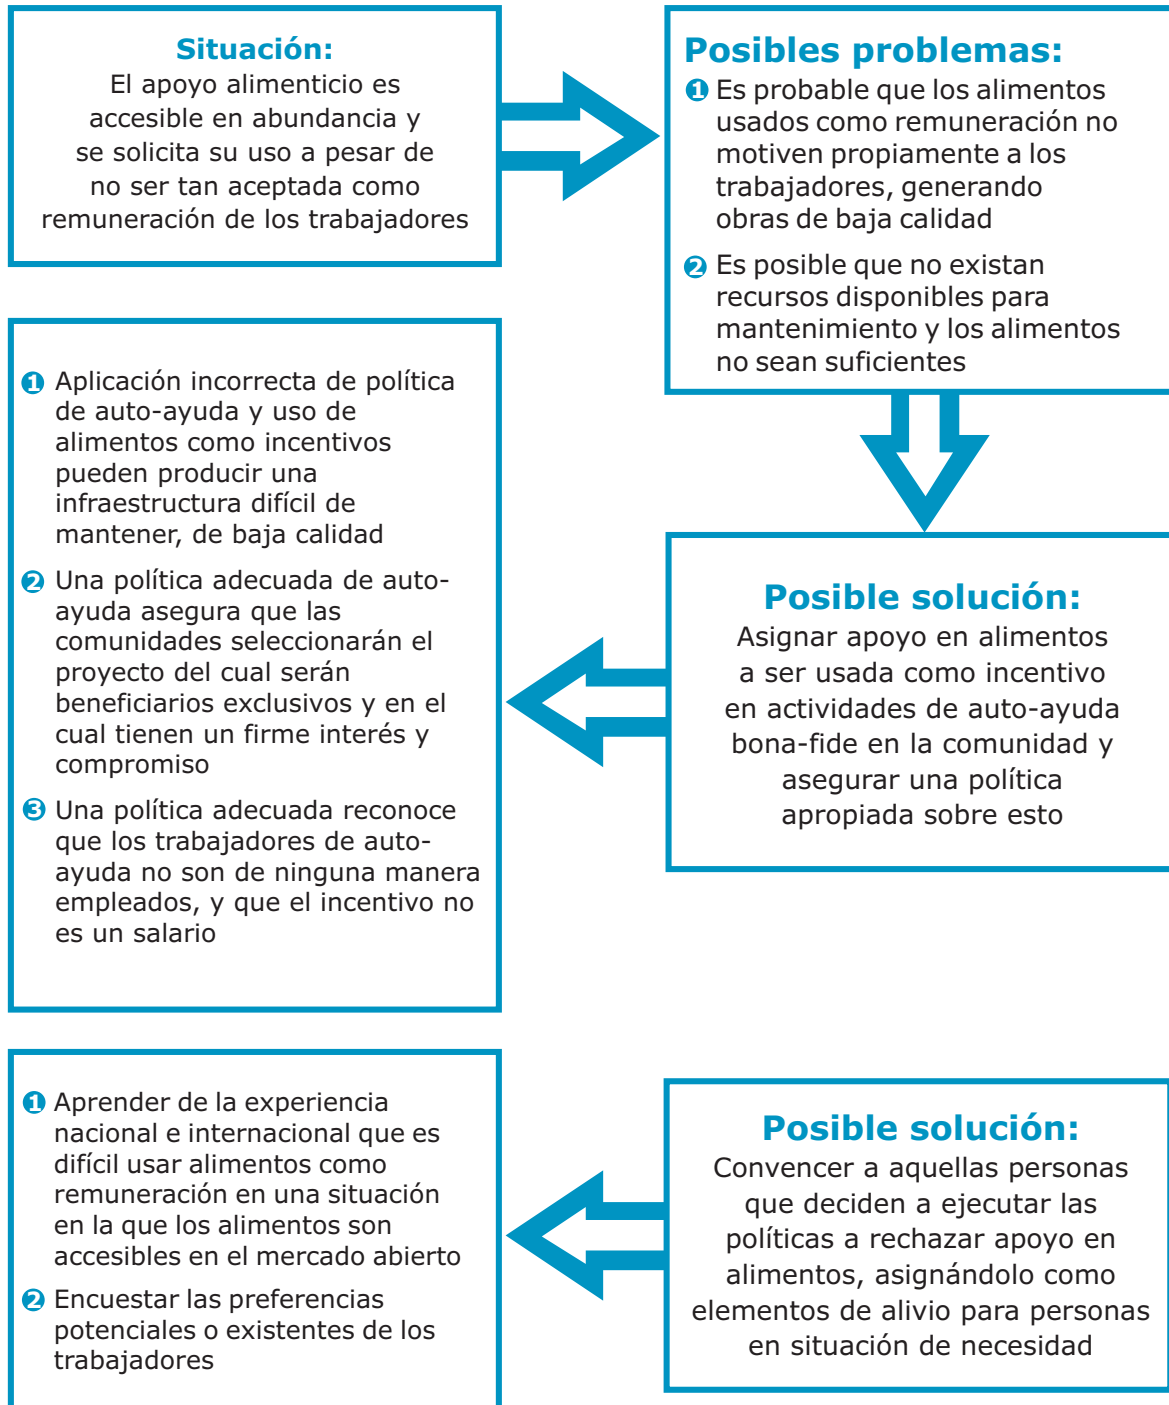 Situación:
El apoyo alimenticio es
accesible en abundancia y
se solicita su uso a pesar de
no ser tan aceptada como
remuneración de los trabajadores
Posibles problemas:
1 Es probable que los alimentos
usados como remuneración no
motiven propiamente a los
trabajadores, generando
obras de baja calidad
2 Es posible que no existan
recursos disponibles para
mantenimiento y los alimentos
no sean suficientes
Posible solución:
Asignar apoyo en alimentos
a ser usada como incentivo
en actividades de auto-ayuda
bona-fide en la comunidad y
asegurar una política
apropiada sobre esto
1 Aplicación incorrecta de política
de auto-ayuda y uso de
alimentos como incentivos
pueden producir una
infraestructura difícil de
mantener, de baja calidad
2 Una política adecuada de auto-
ayuda asegura que las
comunidades seleccionarán el
proyecto del cual serán
beneficiarios exclusivos y en el
cual tienen un firme interés y
compromiso
3 Una política adecuada reconoce
que los trabajadores de auto-
ayuda no son de ninguna manera
empleados, y que el incentivo no
es un salario
Posible solución:
Convencer a aquellas personas
que deciden a ejecutar las
políticas a rechazar apoyo en
alimentos, asignándolo como
elementos de alivio para personas
en situación de necesidad
1 Aprender de la experiencia
nacional e internacional que es
difícil usar alimentos como
remuneración en una situación
en la que los alimentos son
accesibles en el mercado abierto
2 Encuestar las preferencias
potenciales o existentes de los
trabajadores